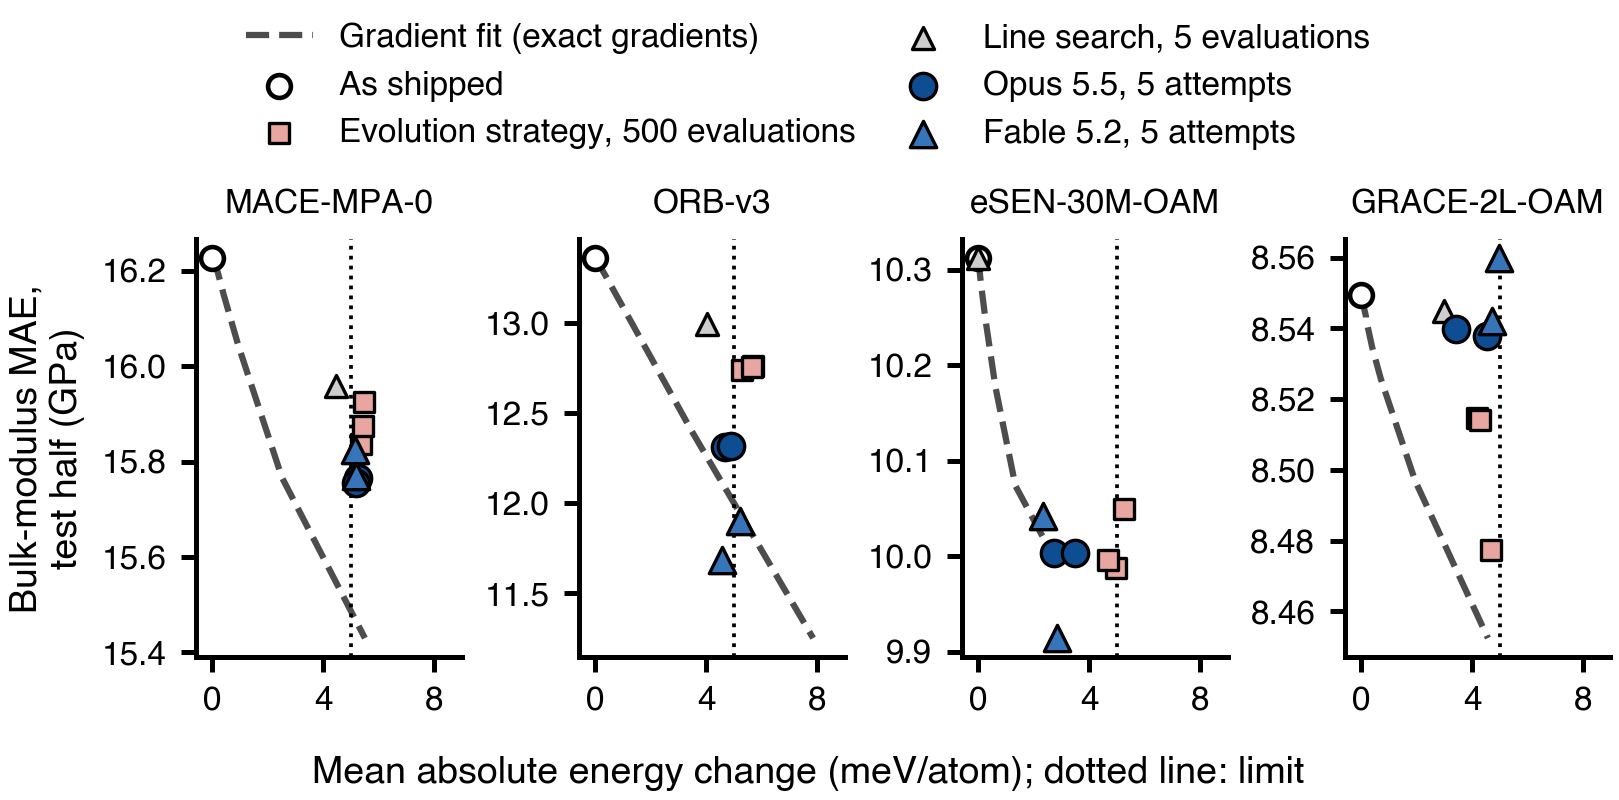 Gradient fit (exact gradients)
As shipped
Evolution strategy, 500 evaluations
Line search, 5 evaluations
Opus 5.5, 5 attempts
Fable 5.2, 5 attempts
MACE-MPA-0
ORB-v3
eSEN-30M-OAM
GRACE-2L-OAM
Bulk-modulus MAE,
test half (GPa)
16.2
16.0
15.8
15.6
15.4
0 4 8
13.0
12.5
12.0
11.5
0 4 8
10.3
10.2
10.1
10.0
9.9
0 4 8
8.56
8.54
8.52
8.50
8.48
8.46
0 4 8
Mean absolute energy change (meV/atom); dotted line: limit